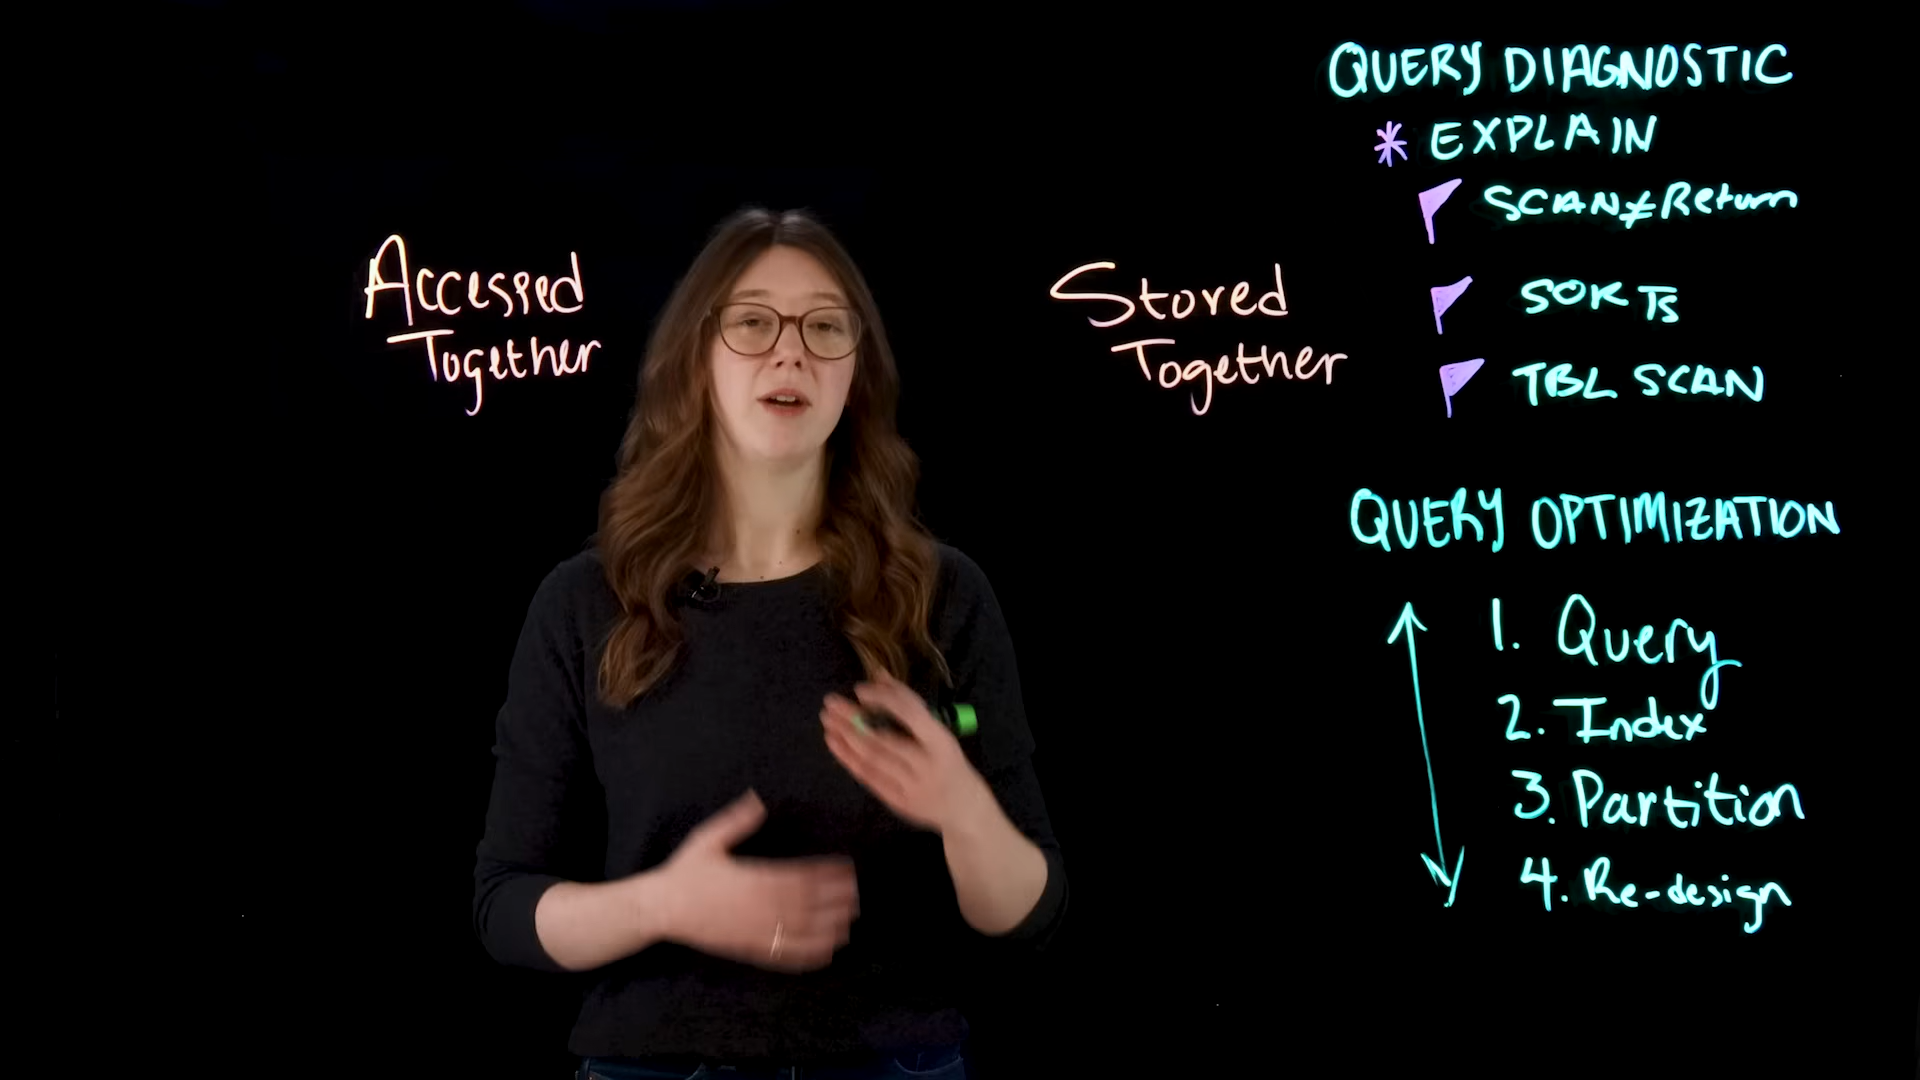 Accessed
Together
Stored
Together
QUERY DIAGNOSTIC
* EXPLAIN
SCAN≠Return
SORTs
TBL SCAN
QUERY OPTIMIZATION
1. Query
2. Index
3. Partition
4. Re-design